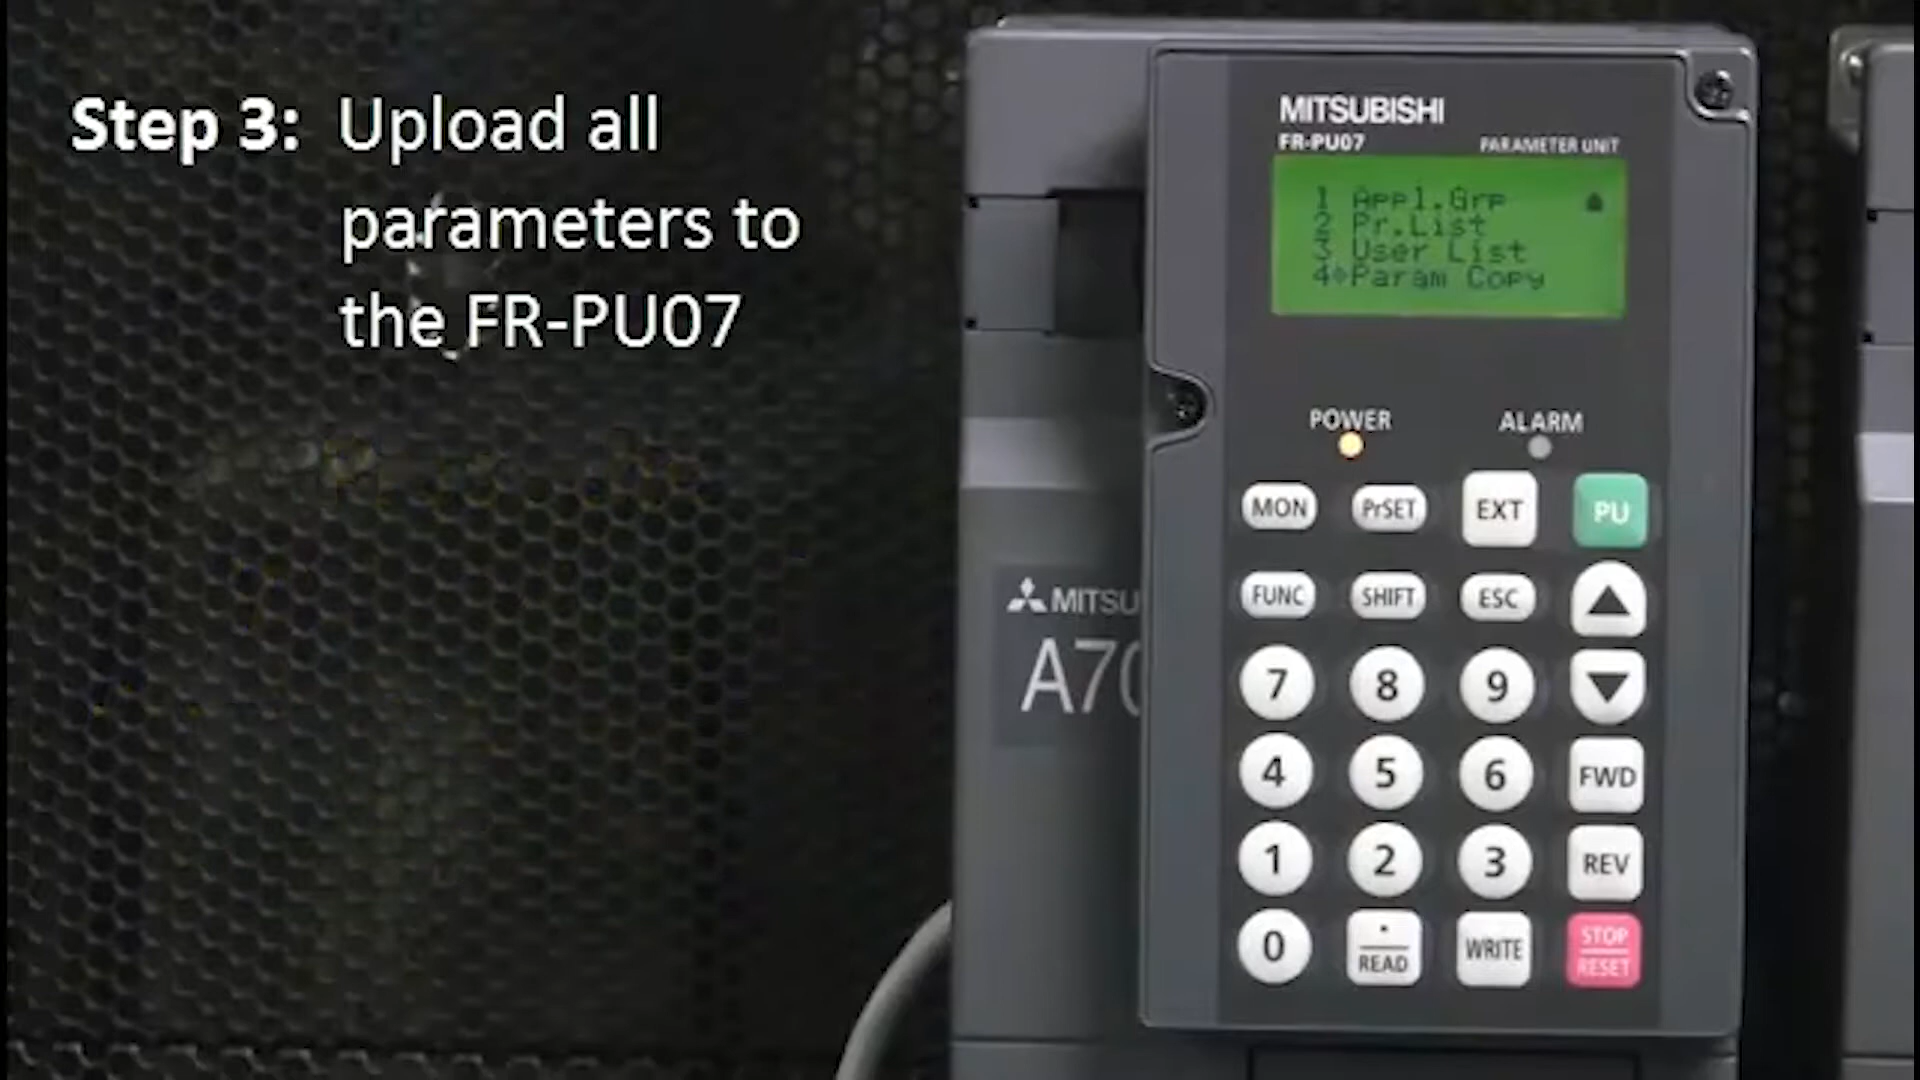 Step 3: Upload all
parameters to
the FR-PU07
MITSUBISHI
FR-PU07 PARAMETER UNIT
1 Appl.Grp
2 Pr.List
3 User List
4 Param Copy
POWER ALARM
MON PrSET EXT PU
FUNC SHIFT ESC
MITSU
A70
7 8 9
4 5 6 FWD
1 2 3 REV
0 . READ WRITE STOP RESET